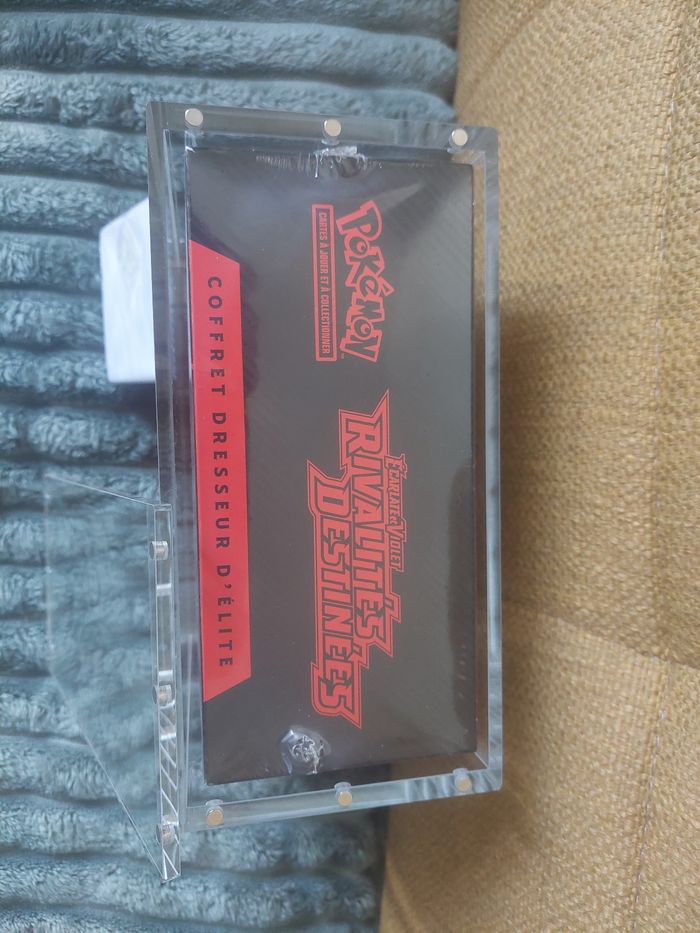 POKÉMON
CARTES À JOUER ET À COLLECTIONNER
ÉCARLATE ET VIOLET
RIVALITÉS
DESTINÉES
COFFRET DRESSEUR D'ÉLITE